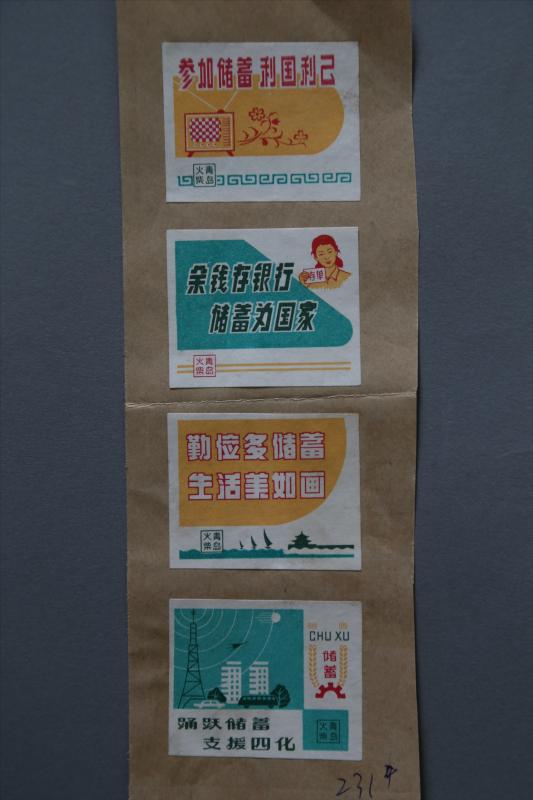 参加储蓄 利国利己
青岛
火柴
余钱存银行
储蓄为国家
存单
青岛
火柴
勤俭多储蓄
生活美如画
青岛
火柴
CHU XU
储蓄
踊跃储蓄
支援四化
青岛
火柴